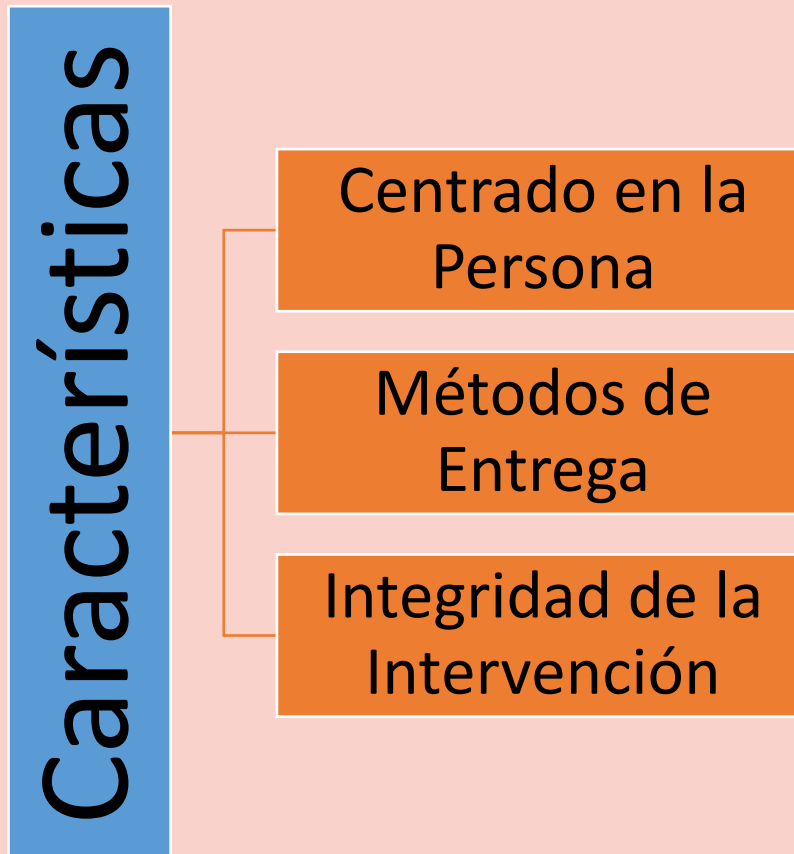 Características
Centrado en la
Persona
Métodos de
Entrega
Integridad de la
Intervención